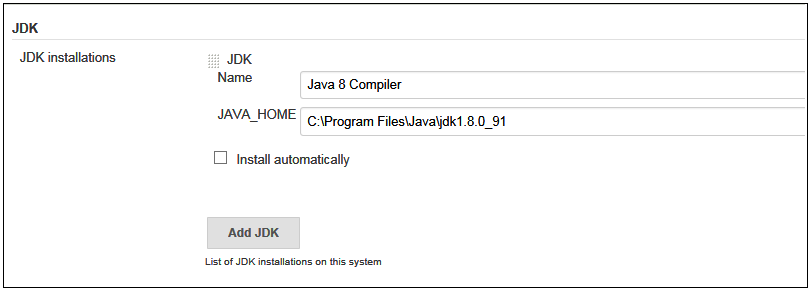 JDK
JDK installations
JDK
Name
Java 8 Compiler
JAVA_HOME
C:\Program Files\Java\jdk1.8.0_91
Install automatically
Add JDK
List of JDK installations on this system